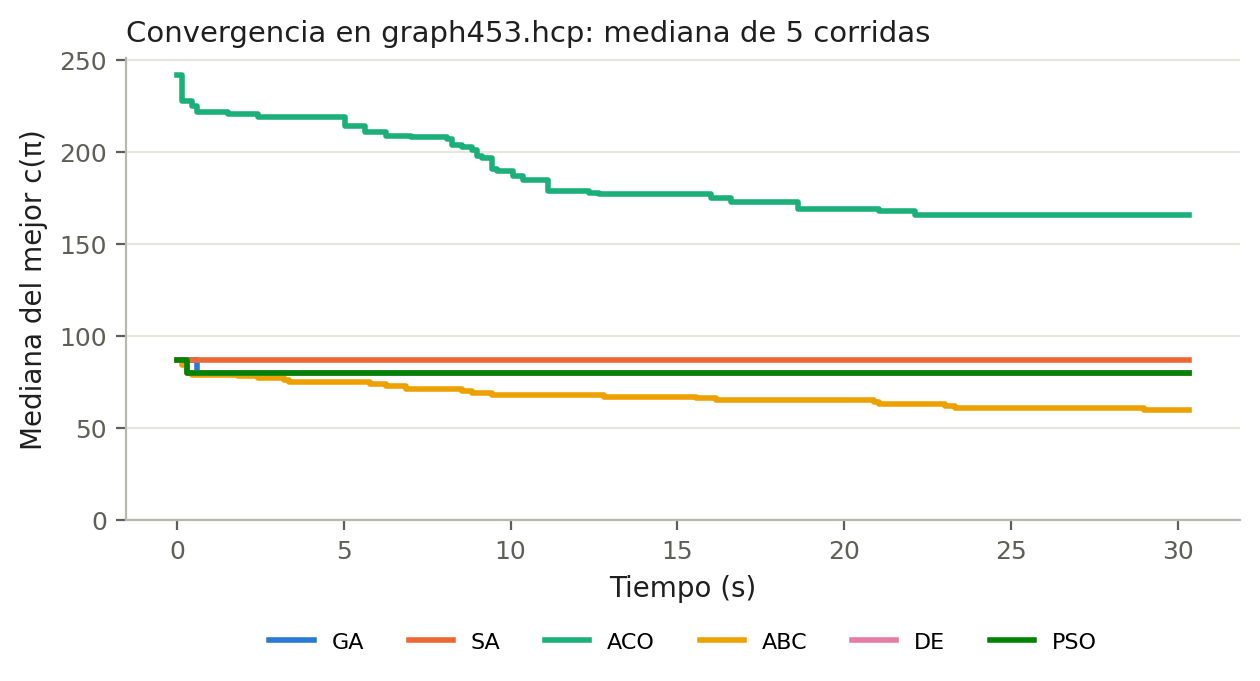 Convergencia en graph453.hcp: mediana de 5 corridas
250
200
150
100
50
0
Mediana del mejor c(π)
0 5 10 15 20 25 30
Tiempo (s)
GA SA ACO ABC DE PSO